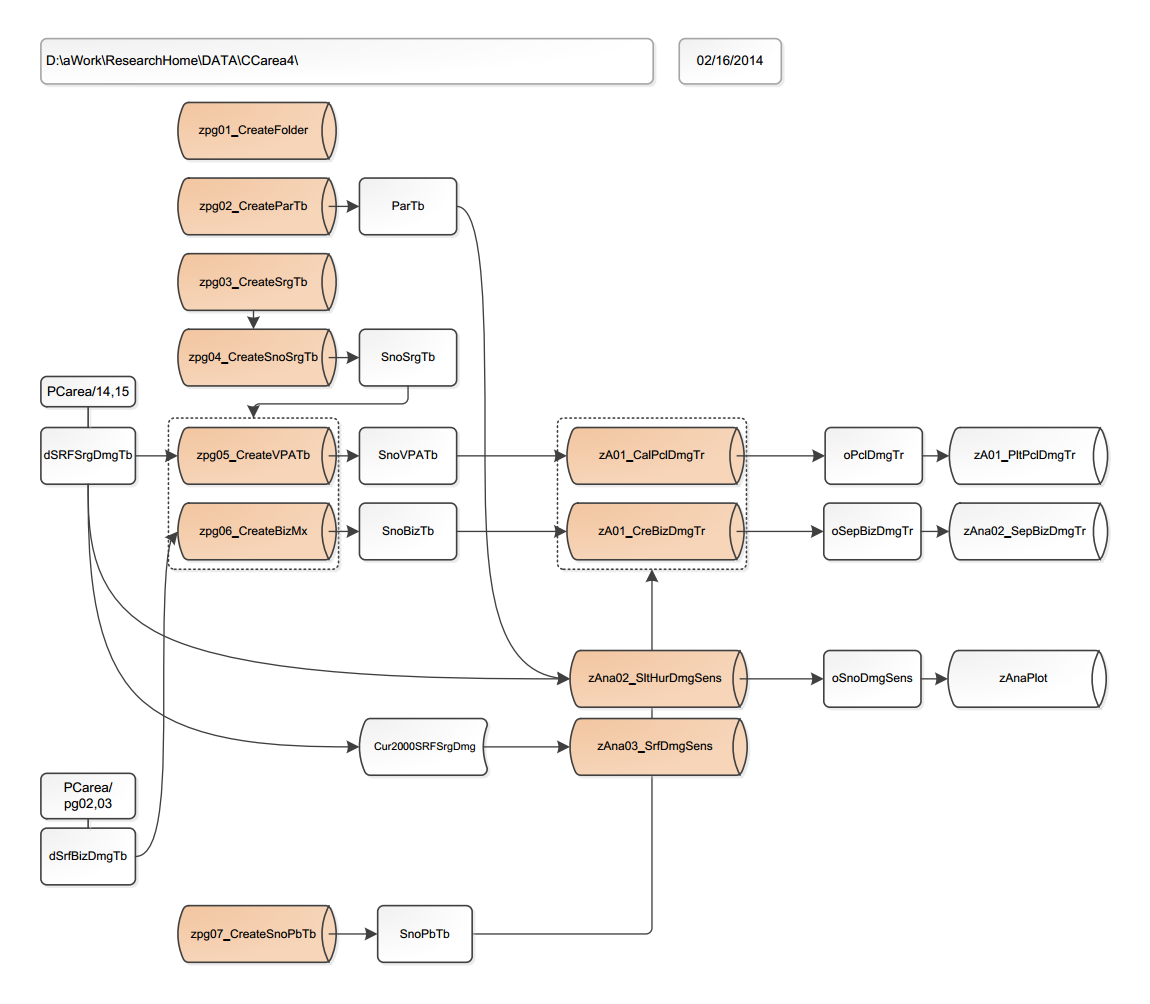 D:\aWork\ResearchHome\DATA\CCarea4\
02/16/2014
zpg01_CreateFolder
zpg02_CreateParTb
ParTb
zpg03_CreateSrgTb
zpg04_CreateSnoSrgTb
SnoSrgTb
PCarea/14,15
dSRFSrgDmgTb
zpg05_CreateVPATb
SnoVPATb
zA01_CalPclDmgTr
oPclDmgTr
zA01_PltPclDmgTr
zpg06_CreateBizMx
SnoBizTb
zA01_CreBizDmgTr
oSepBizDmgTr
zAna02_SepBizDmgTr
zAna02_SltHurDmgSens
oSnoDmgSens
zAnaPlot
Cur2000SRFSrgDmg
zAna03_SrfDmgSens
PCarea/
pg02,03
dSrfBizDmgTb
zpg07_CreateSnoPbTb
SnoPbTb